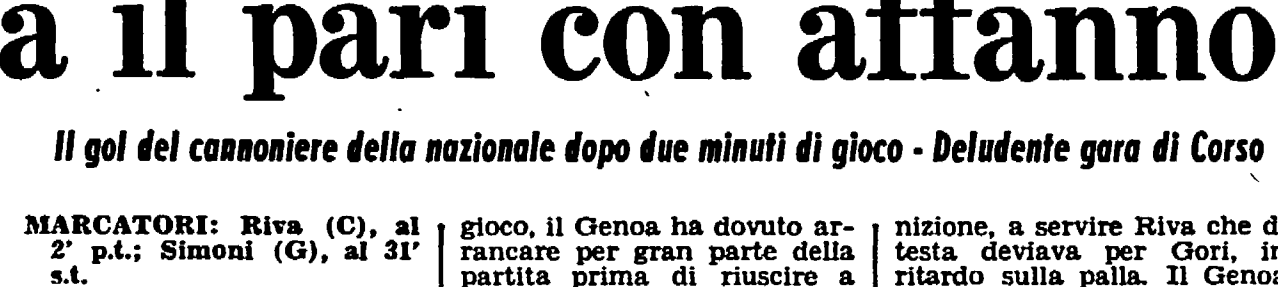 a il pari con affanno
Il gol del cannoniere della nazionale dopo due minuti di gioco - Deludente gara di Corso
MARCATORI: Riva (C), al
2' p.t.; Simoni (G), al 31'
s.t.
gioco, il Genoa ha dovuto ar-
rancare per gran parte della
partita prima di riuscire a
nizione, a servire Riva che d
testa deviava per Gori, in
ritardo sulla palla. Il Genoa